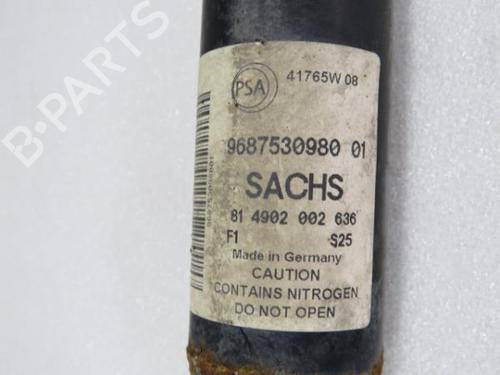 B-PARTS
PSA 41765W 08
9687530980 01
SACHS
81 4902 002 636
F1 S25
Made in Germany
CAUTION
CONTAINS NITROGEN
DO NOT OPEN